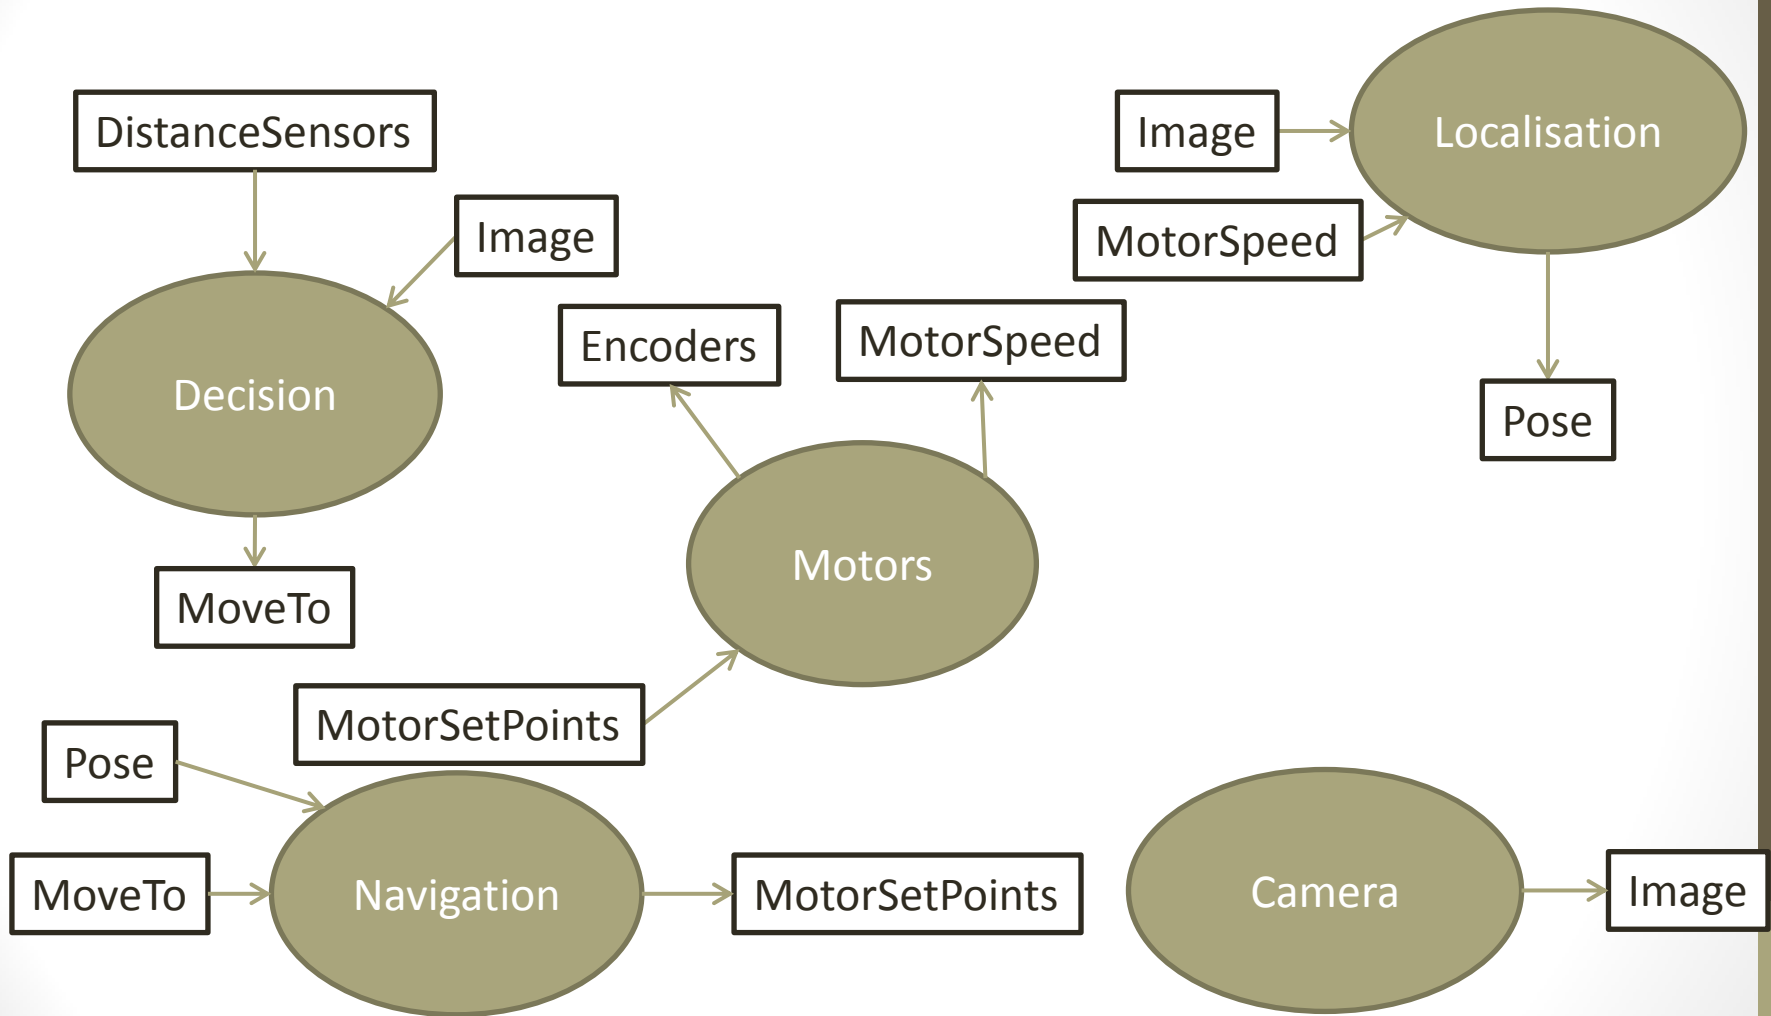 DistanceSensors
Image
Localisation
Image
MotorSpeed
Encoders
MotorSpeed
Decision
Pose
Motors
MoveTo
MotorSetPoints
Pose
MoveTo
Navigation
MotorSetPoints
Camera
Image